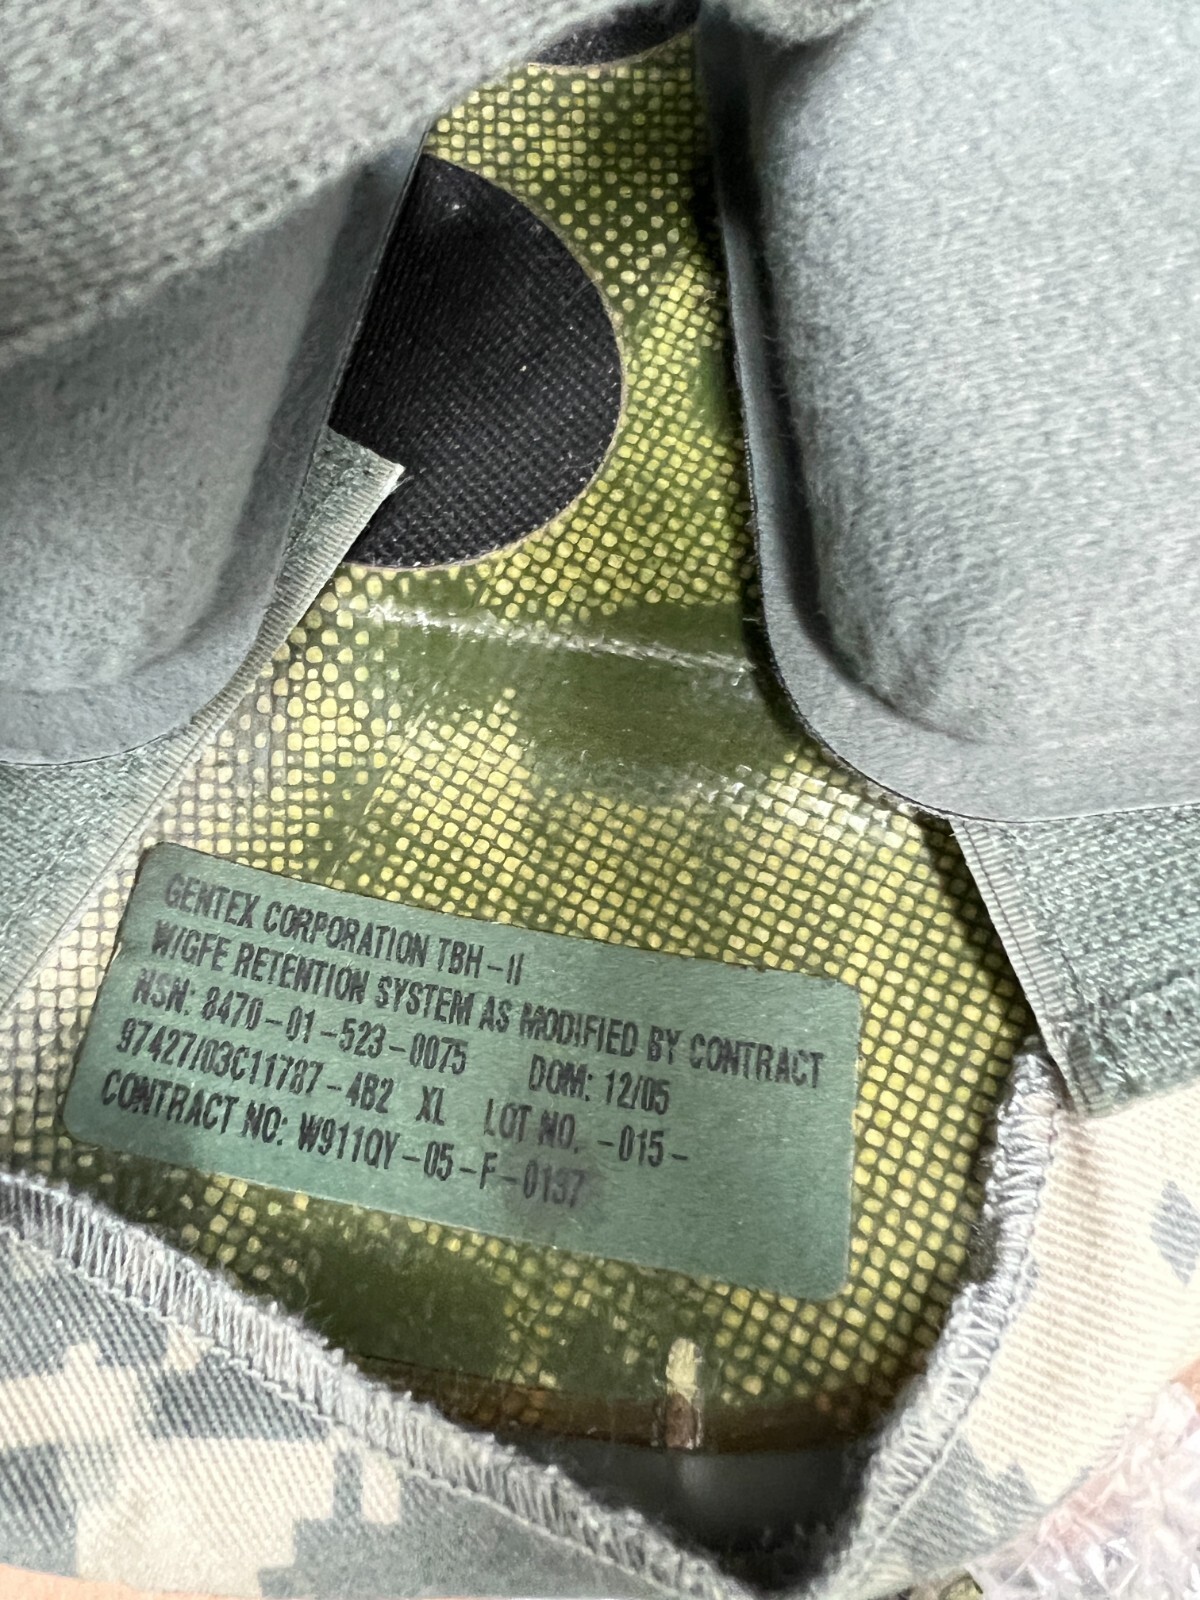 GENTEX CORPORATION TBH-II
W/GFE RETENTION SYSTEM AS MODIFIED BY CONTRACT
NSN: 8470-01-523-0075 DOM: 12/05
97427/03C11787-4B2 XL LOT NO. -015-
CONTRACT NO: W911QY-05-F-0137